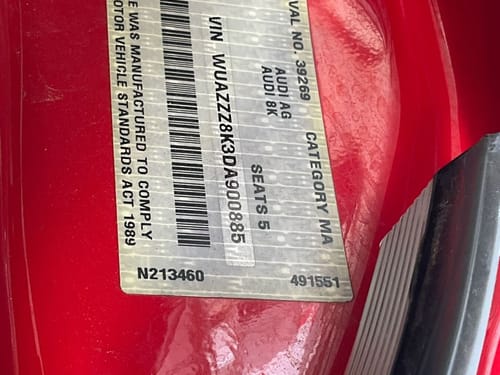 VAL NO. 39269 CATEGORY MA
AUDI AG
AUDI 8K SEATS 5
VIN WUAZZZ8K3DA900885
E WAS MANUFACTURED TO COMPLY
MOTOR VEHICLE STANDARDS ACT 1989
N213460 491551